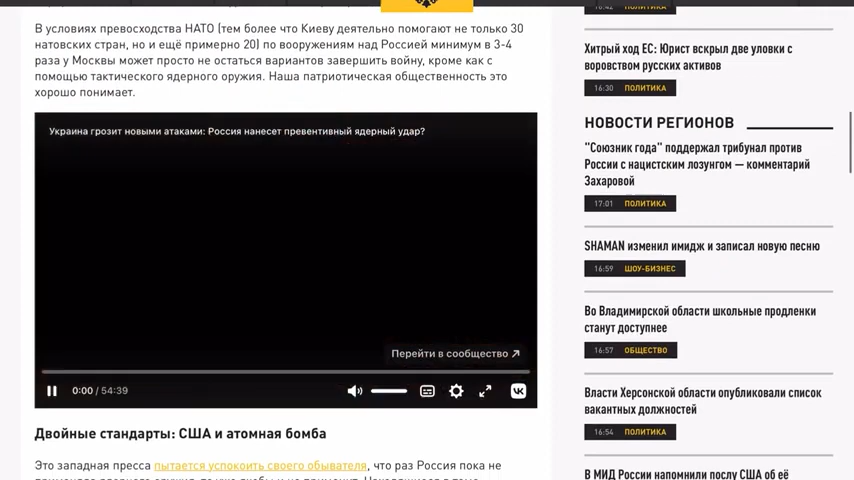 В условиях превосходства НАТО (тем более что Киеву деятельно помогают не только 30
натовских стран, но и ещё примерно 20) по вооружениям над Россией минимум в 3-4
раза у Москвы может просто не остаться вариантов завершить войну, кроме как с
помощью тактического ядерного оружия. Наша патриотическая общественность это
хорошо понимает.
Украина грозит новыми атаками: Россия нанесет превентивный ядерный удар?
Перейти в сообщество ↗
0:00 / 54:39
Двойные стандарты: США и атомная бомба
Это западная пресса пытается успокоить своего обывателя, что раз Россия пока не
16:42 ПОЛИТИКА
Хитрый ход ЕС: Юрист вскрыл две уловки с
воровством русских активов
16:30 ПОЛИТИКА
НОВОСТИ РЕГИОНОВ
"Союзник года" поддержал трибунал против
России с нацистским лозунгом — комментарий
Захаровой
17:01 ПОЛИТИКА
SHAMAN изменил имидж и записал новую песню
16:59 ШОУ-БИЗНЕС
Во Владимирской области школьные продленки
станут доступнее
16:57 ОБЩЕСТВО
Власти Херсонской области опубликовали список
вакантных должностей
16:54 ПОЛИТИКА
В МИД России напомнили послу США об её